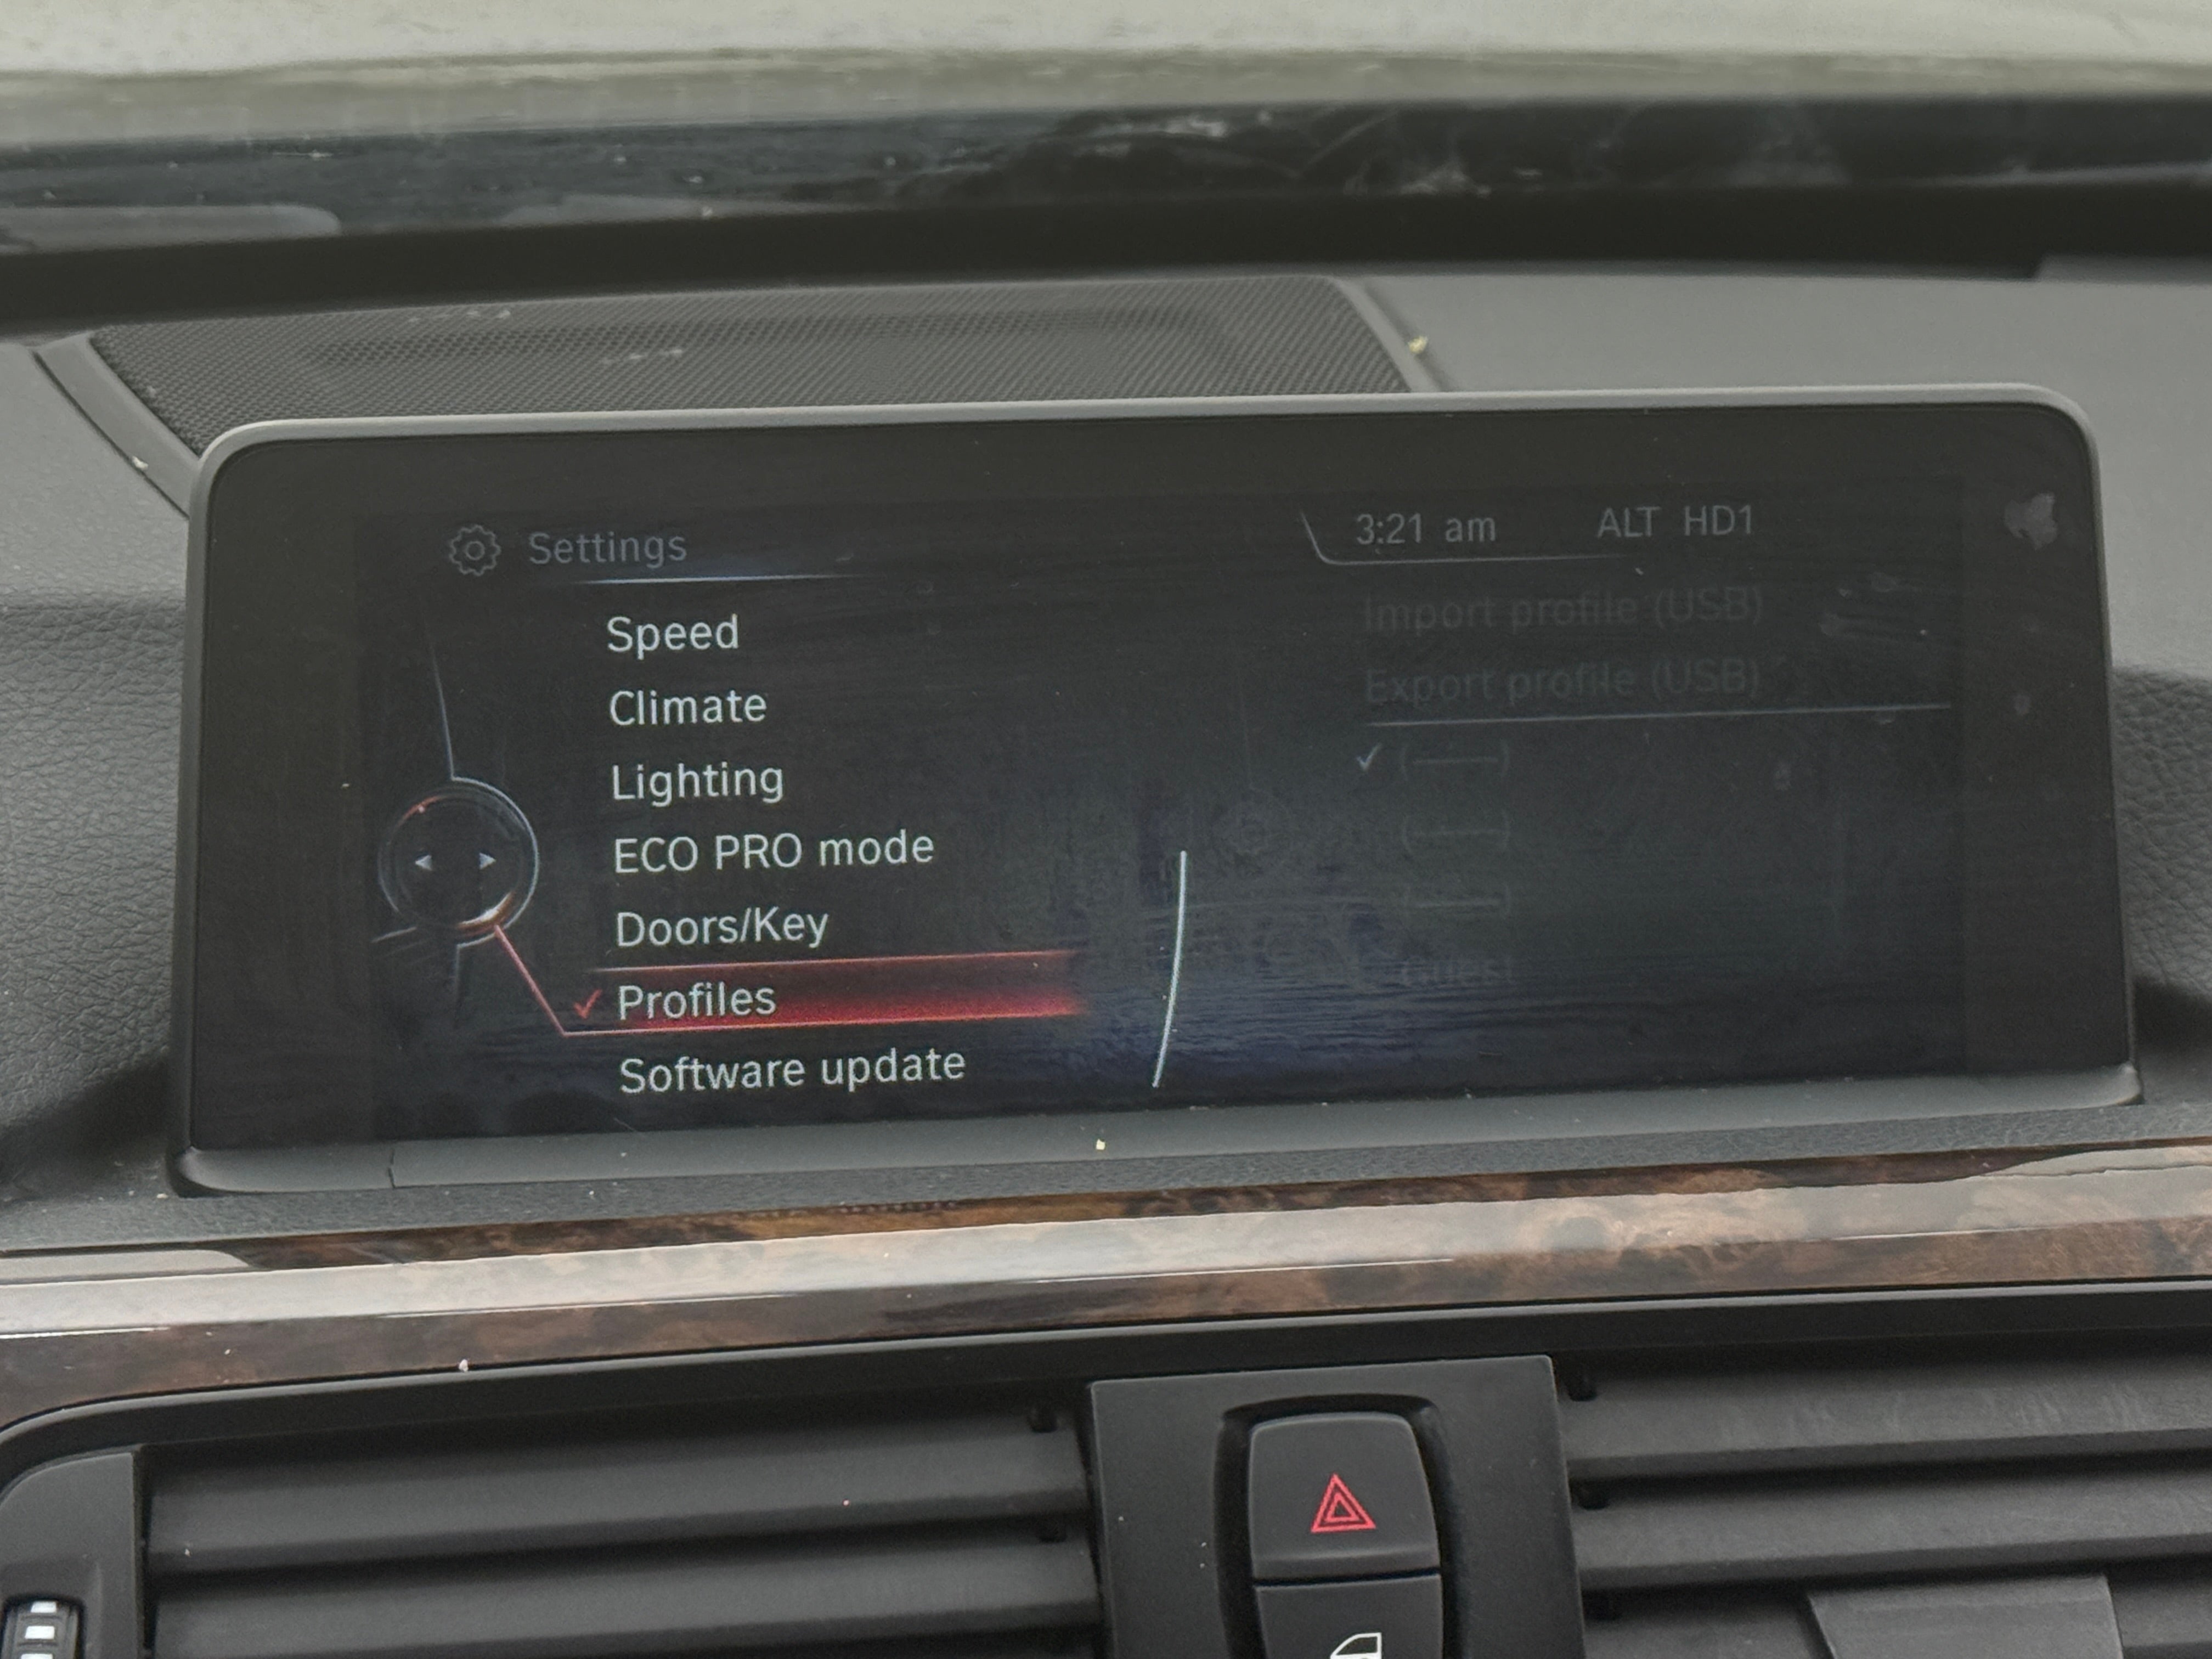 Settings
3:21 am ALT HD1
Speed
Climate
Lighting
ECO PRO mode
Doors/Key
Profiles
Software update
Import profile (USB)
Export profile (USB)
Guest